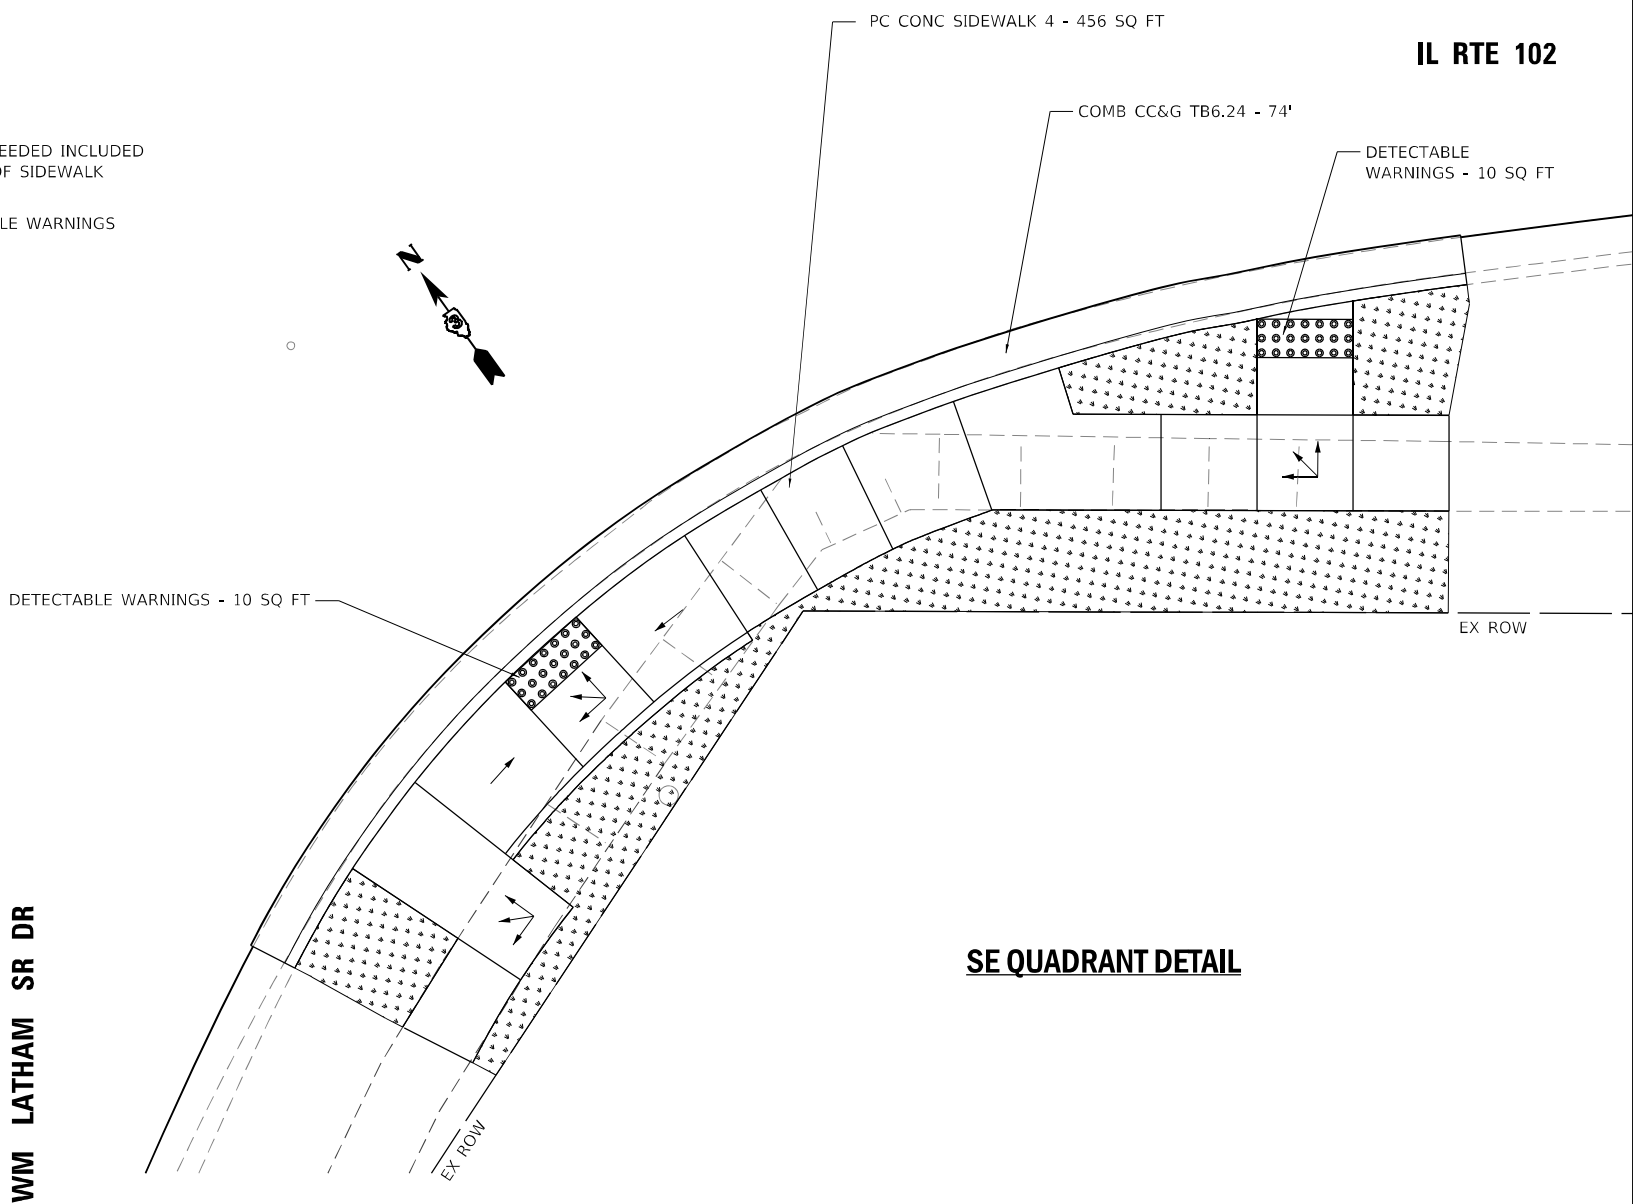 PC CONC SIDEWALK 4 - 456 SQ FT
IL RTE 102
COMB CC&G TB6.24 - 74'
DETECTABLE
WARNINGS - 10 SQ FT
EEDED INCLUDED
OF SIDEWALK
LE WARNINGS
N
3
DETECTABLE WARNINGS - 10 SQ FT
EX ROW
SE QUADRANT DETAIL
WM LATHAM SR DR
EX ROW